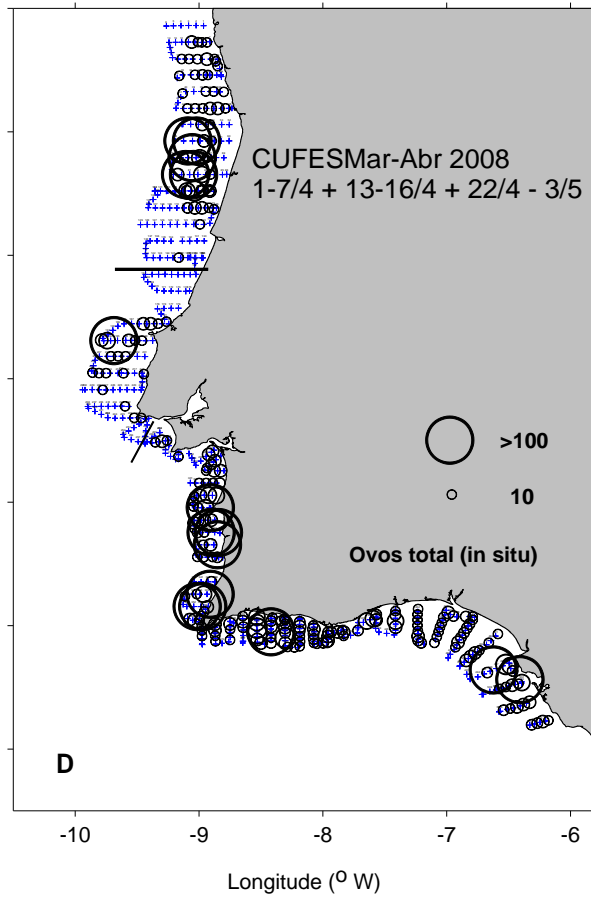 CUFESMar-Abr 2008
1-7/4 + 13-16/4 + 22/4 - 3/5
>100
10
Ovos total (in situ)
D
-10 -9 -8 -7 -6
Longitude (º W)